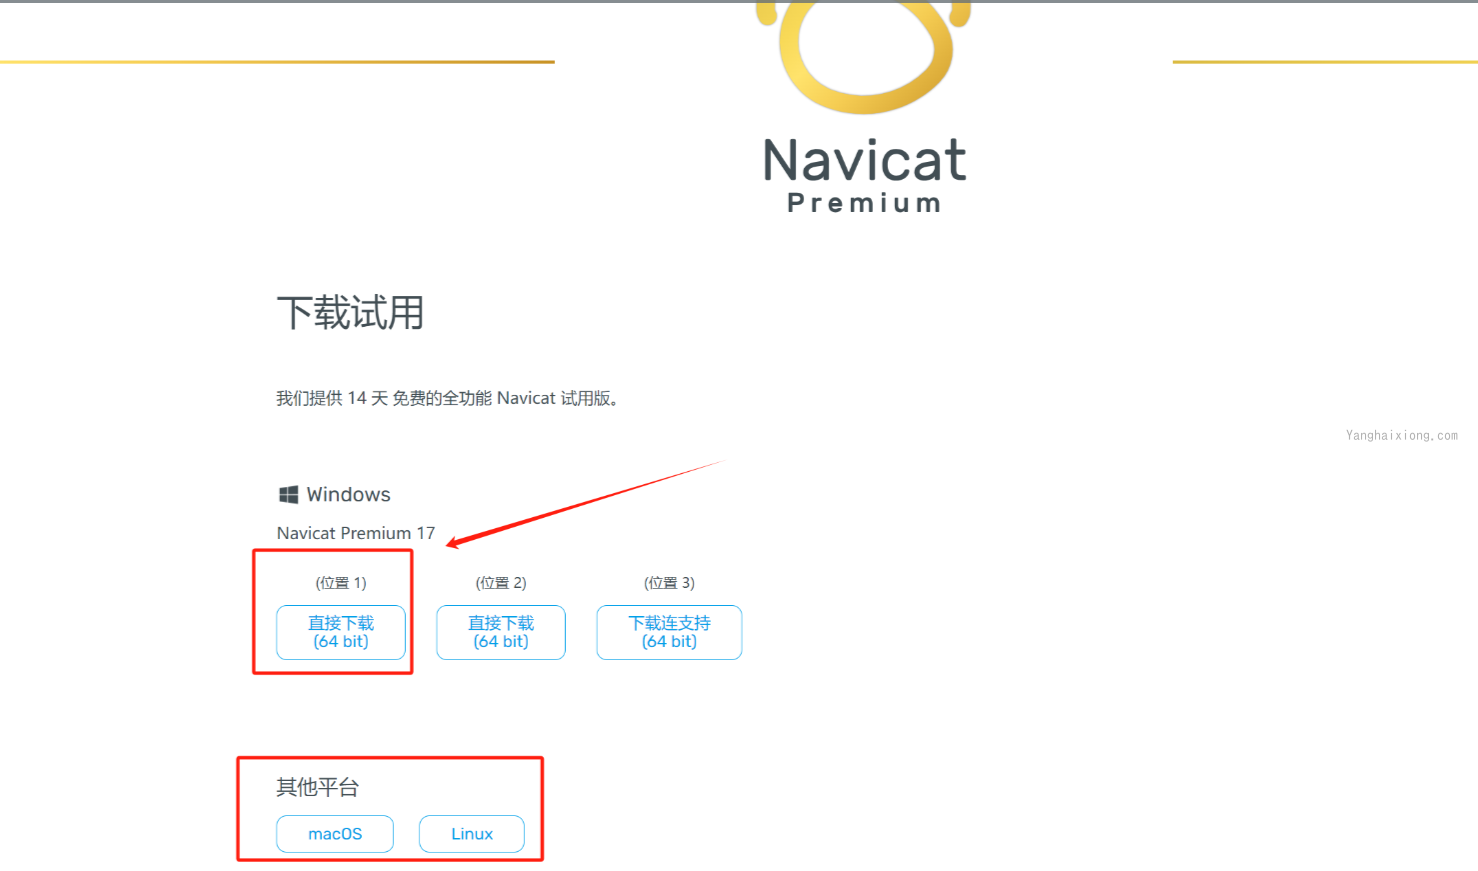 Navicat
Premium
下载试用
我们提供 14 天 免费的全功能 Navicat 试用版。
Yanghaixiong.com
Windows
Navicat Premium 17
(位置 1)
(位置 2)
(位置 3)
直接下载
(64 bit)
直接下载
(64 bit)
下载连支持
(64 bit)
其他平台
macOS
Linux